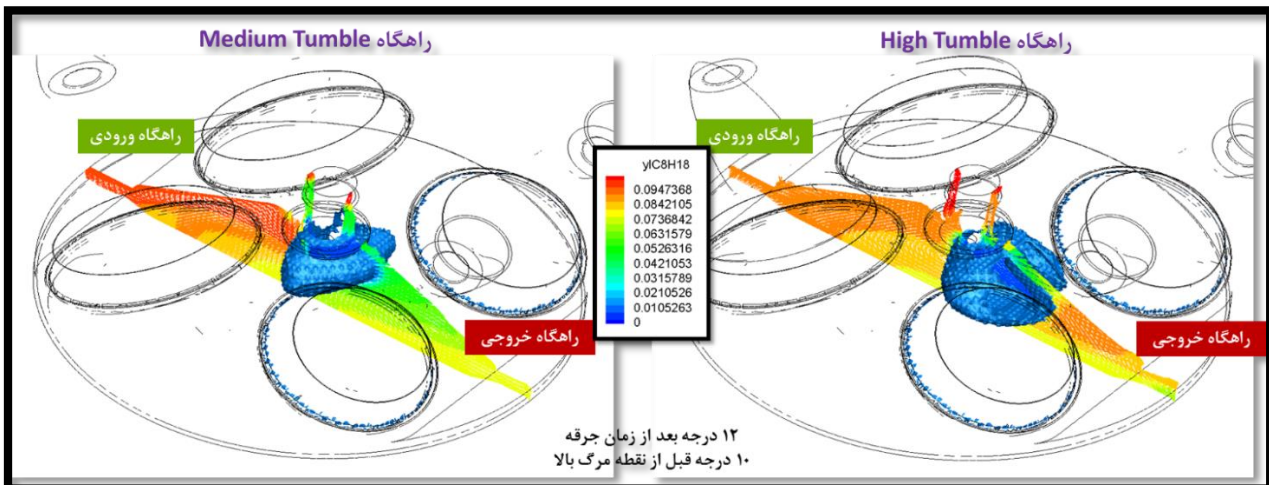 راهگاه Medium Tumble
راهگاه High Tumble
راهگاه ورودی
راهگاه ورودی
yIC8H18
0.0947368
0.0842105
0.0736842
0.0631579
0.0526316
0.0421053
0.0315789
0.0210526
0.0105263
0
راهگاه خروجی
راهگاه خروجی
۱۲ درجه بعد از زمان جرقه
۱۰ درجه قبل از نقطه مرگ بالا